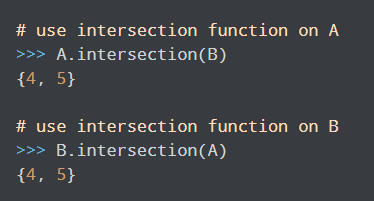 # use intersection function on A
>>> A.intersection(B)
{4, 5}
# use intersection function on B
>>> B.intersection(A)
{4, 5}